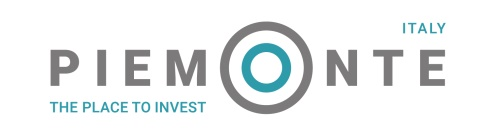 ITALY
PIEMONTE
THE PLACE TO INVEST